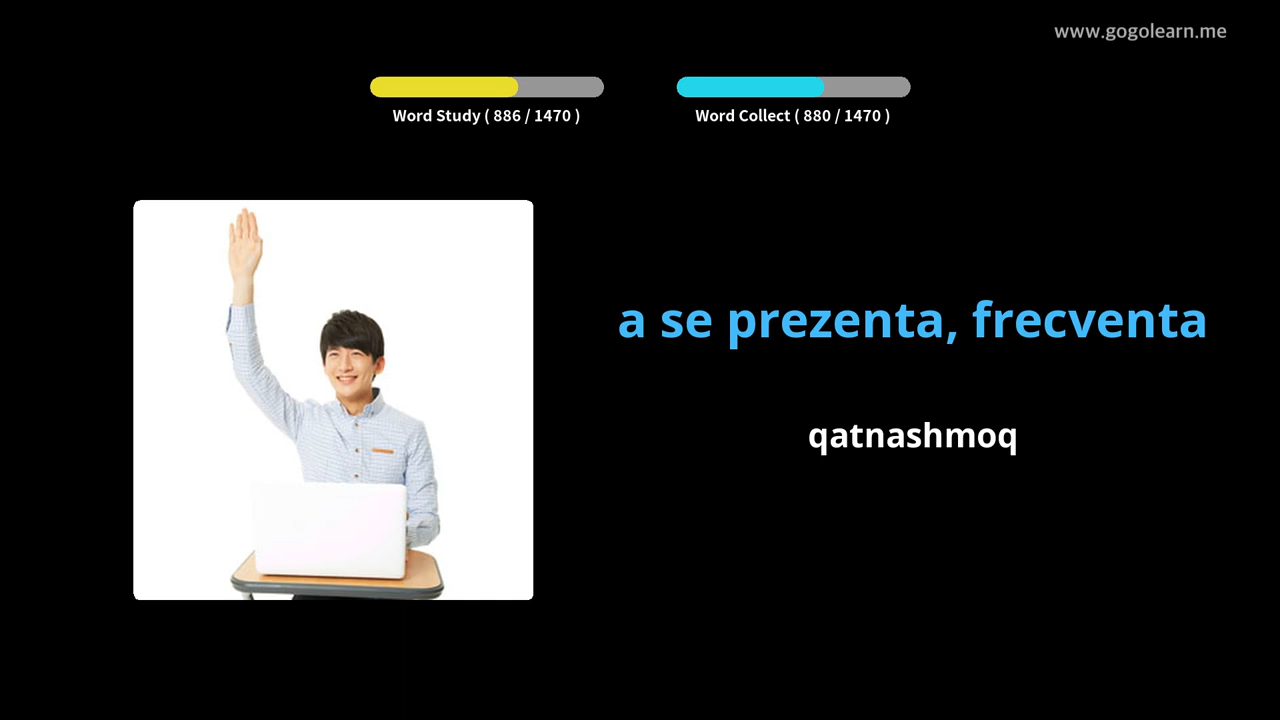 www.gogolearn.me
Word Study ( 886 / 1470 )
Word Collect ( 880 / 1470 )
a se prezenta, frecventa
qatnashmoq